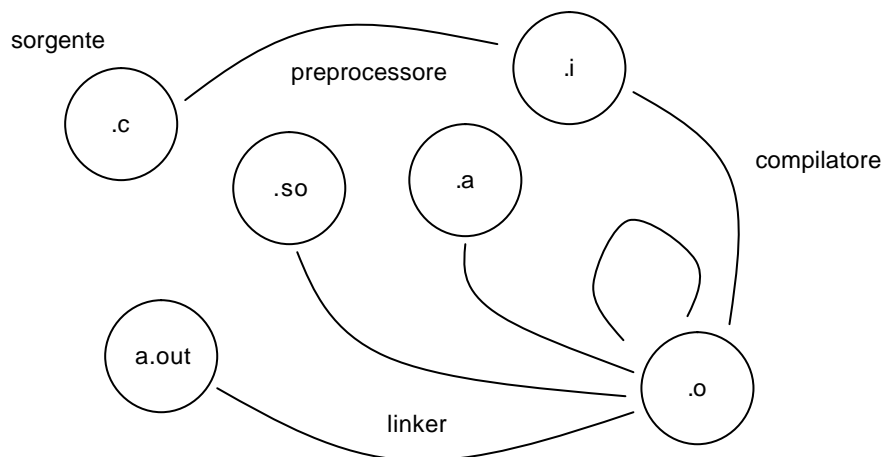 sorgente
.i
preprocessore
.c
compilatore
.so
.a
a.out
.o
linker